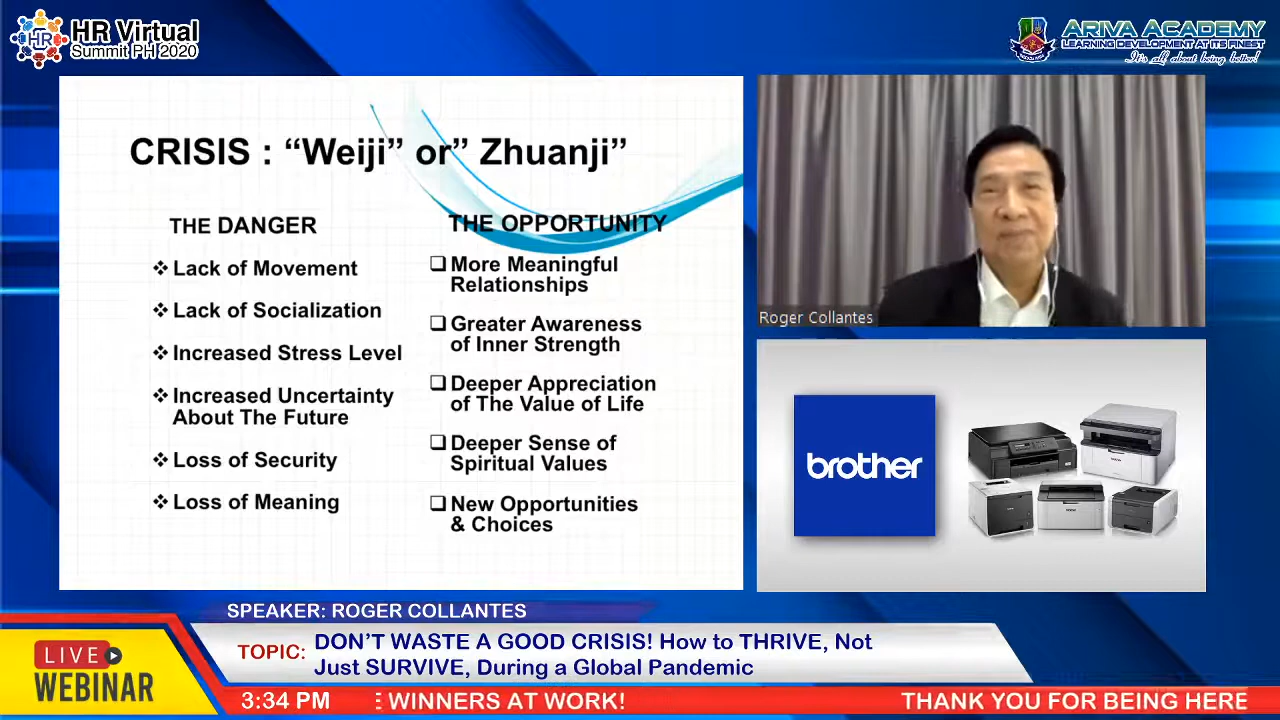 HR
HR Virtual
Summit PH 2020
ARIVA ACADEMY
LEARNING DEVELOPMENT AT ITS FINEST
It's all about being better!
CRISIS : “Weiji” or” Zhuanji”
THE DANGER
❖ Lack of Movement
❖ Lack of Socialization
❖ Increased Stress Level
❖ Increased Uncertainty
About The Future
❖ Loss of Security
❖ Loss of Meaning
THE OPPORTUNITY
❑ More Meaningful
Relationships
❑ Greater Awareness
of Inner Strength
❑ Deeper Appreciation
of The Value of Life
❑ Deeper Sense of
Spiritual Values
❑ New Opportunities
& Choices
Roger Collantes
brother
SPEAKER: ROGER COLLANTES
TOPIC: DON’T WASTE A GOOD CRISIS! How to THRIVE, Not
Just SURVIVE, During a Global Pandemic
LIVE
WEBINAR
3:34 PM
WINNERS AT WORK!
THANK YOU FOR BEING HERE